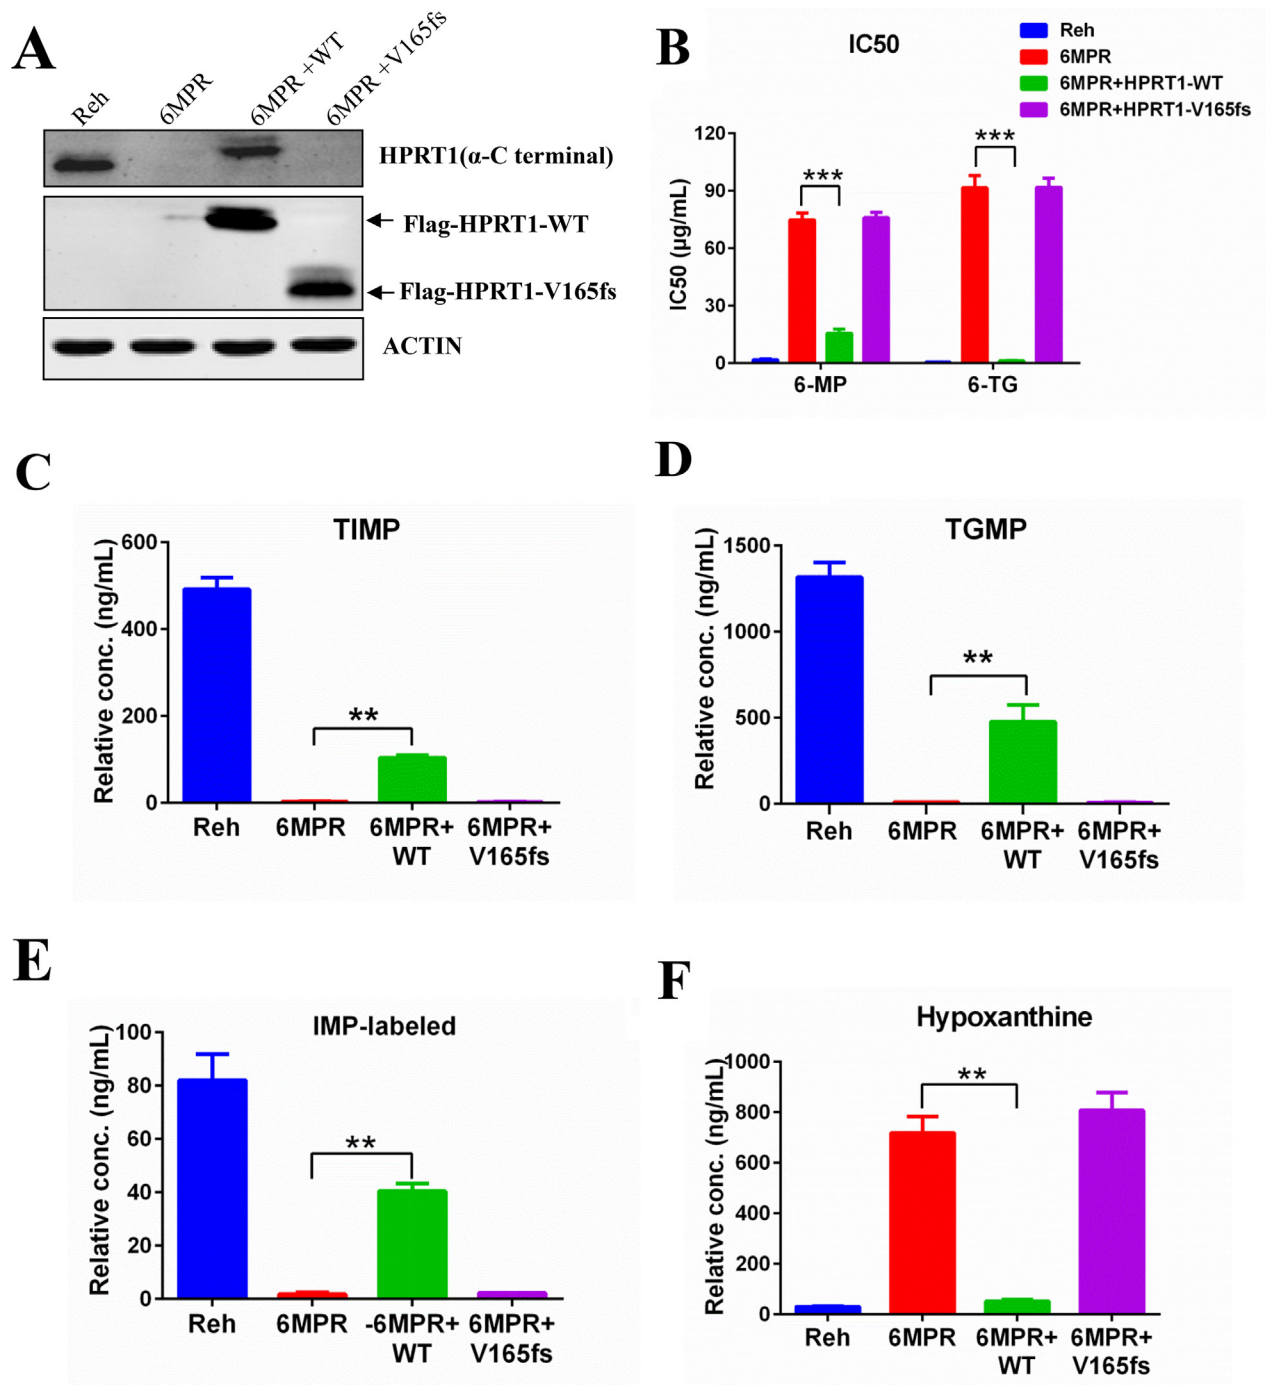 A
Reh
6MPR
6MPR +WT
6MPR +V165fs
HPRT1(α-C terminal)
Flag-HPRT1-WT
Flag-HPRT1-V165fs
ACTIN
B
IC50
Reh
6MPR
6MPR+HPRT1-WT
6MPR+HPRT1-V165fs
IC50 (µg/mL)
120
90
60
30
0
***
***
6-MP
6-TG
C
TIMP
Relative conc. (ng/mL)
600
400
200
0
**
Reh
6MPR
6MPR+
WT
6MPR+
V165fs
D
TGMP
Relative conc. (ng/mL)
1500
1000
500
0
**
Reh
6MPR
6MPR+
WT
6MPR+
V165fs
E
IMP-labeled
Relative conc. (ng/mL)
100
80
60
40
20
0
**
Reh
6MPR
-6MPR+
WT
6MPR+
V165fs
F
Hypoxanthine
Relative conc. (ng/mL)
1000
800
600
400
200
0
**
Reh
6MPR
6MPR+
WT
6MPR+
V165fs